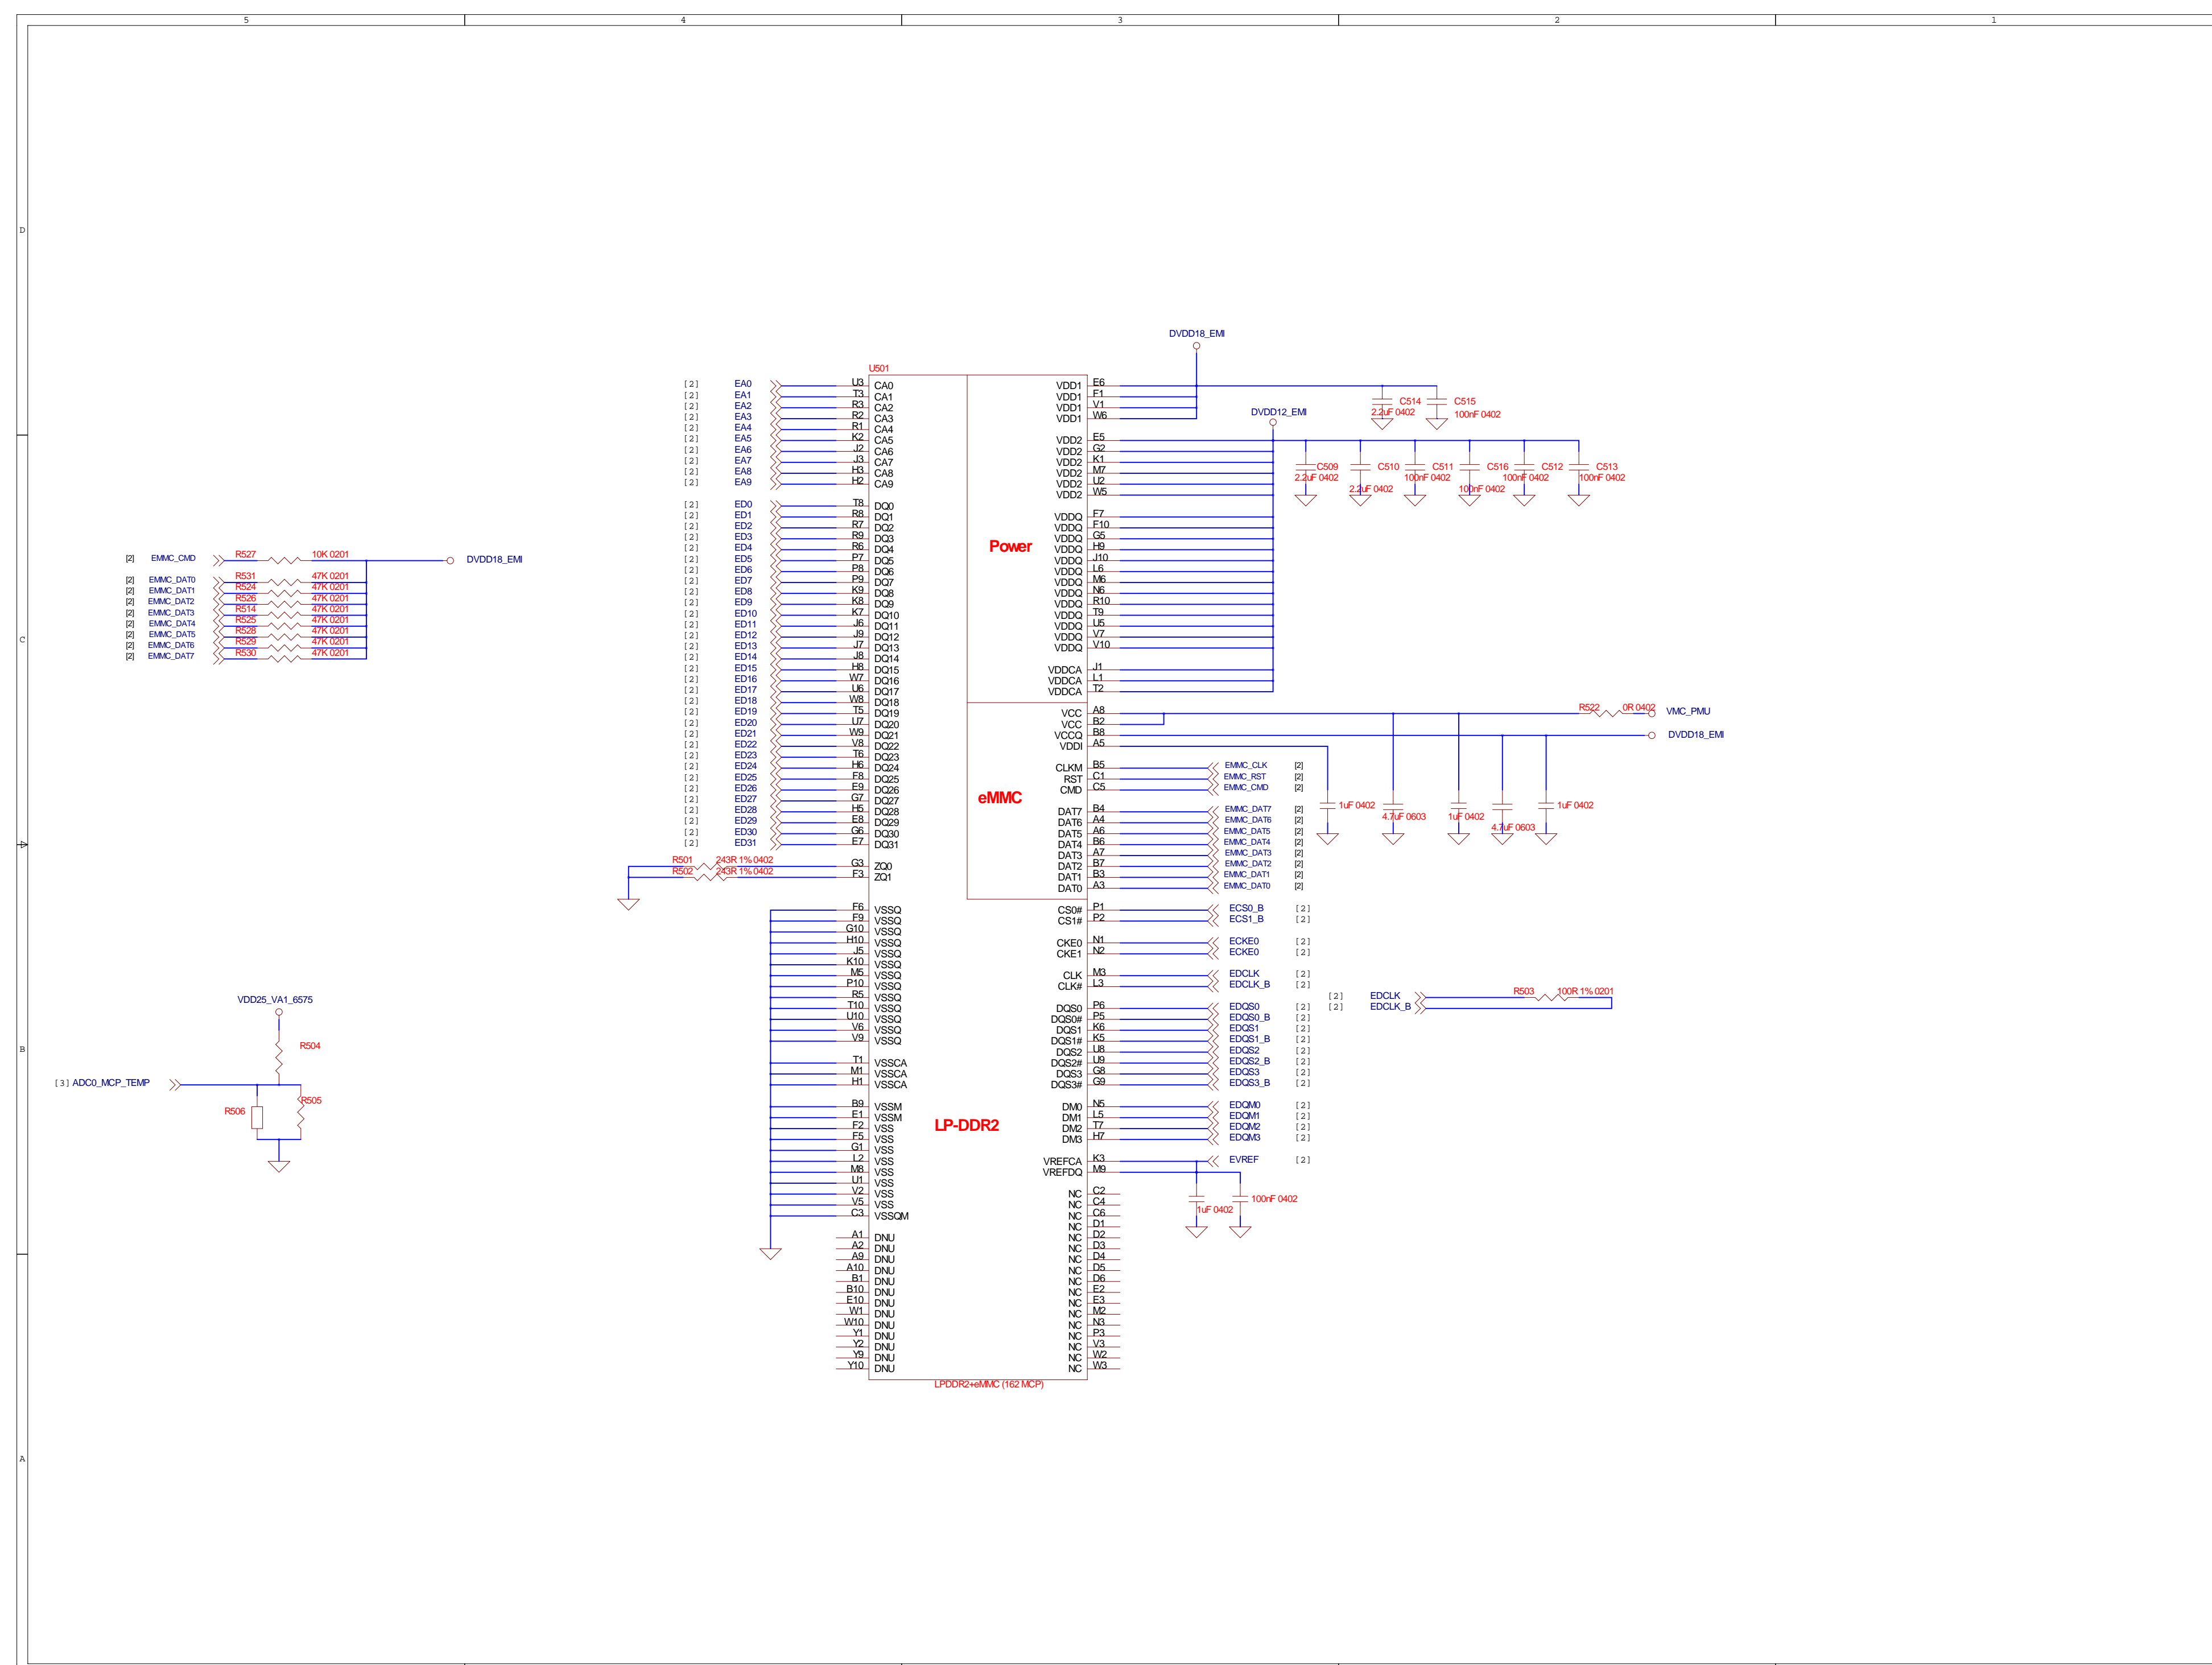 5 4 3 2 1
D
C
B
A
DVDD18_EMI
U501
[2] EA0 U3 CA0
[2] EA1 T3 CA1
[2] EA2 R3 CA2
[2] EA3 R2 CA3
[2] EA4 R1 CA4
[2] EA5 K2 CA5
[2] EA6 J2 CA6
[2] EA7 J3 CA7
[2] EA8 H3 CA8
[2] EA9 H2 CA9
[2] ED0 T8 DQ0
[2] ED1 R8 DQ1
[2] ED2 R7 DQ2
[2] ED3 R9 DQ3
[2] ED4 R6 DQ4
[2] ED5 P7 DQ5
[2] ED6 P8 DQ6
[2] ED7 P9 DQ7
[2] ED8 K9 DQ8
[2] ED9 K8 DQ9
[2] ED10 K7 DQ10
[2] ED11 J6 DQ11
[2] ED12 J9 DQ12
[2] ED13 J7 DQ13
[2] ED14 J8 DQ14
[2] ED15 H8 DQ15
[2] ED16 W7 DQ16
[2] ED17 U6 DQ17
[2] ED18 W8 DQ18
[2] ED19 T5 DQ19
[2] ED20 U7 DQ20
[2] ED21 W9 DQ21
[2] ED22 V8 DQ22
[2] ED23 T6 DQ23
[2] ED24 H6 DQ24
[2] ED25 F8 DQ25
[2] ED26 E9 DQ26
[2] ED27 G7 DQ27
[2] ED28 H5 DQ28
[2] ED29 E8 DQ29
[2] ED30 G6 DQ30
[2] ED31 E7 DQ31
R501 243R 1% 0402 G3 ZQ0
R502 243R 1% 0402 F3 ZQ1
F6 VSSQ
F9 VSSQ
G10 VSSQ
H10 VSSQ
J5 VSSQ
K10 VSSQ
M5 VSSQ
P10 VSSQ
R5 VSSQ
T10 VSSQ
U10 VSSQ
V6 VSSQ
V9 VSSQ
T1 VSSCA
M1 VSSCA
H1 VSSCA
B9 VSSM
E1 VSSM
F2 VSS
F5 VSS
G1 VSS
L2 VSS
M8 VSS
U1 VSS
V2 VSS
V5 VSS
C3 VSSQM
A1 DNU
A2 DNU
A9 DNU
A10 DNU
B1 DNU
B10 DNU
E10 DNU
W1 DNU
W10 DNU
Y1 DNU
Y2 DNU
Y9 DNU
Y10 DNU
Power
eMMC
LP-DDR2
LPDDR2+eMMC (162 MCP)
VDD1 E6
VDD1 F1
VDD1 V1
VDD1 W6
C514 2.2uF 0402
C515 100nF 0402
DVDD12_EMI
VDD2 E5
VDD2 G2
VDD2 K1
VDD2 M7
VDD2 U2
VDD2 W5
C509 2.2uF 0402
C510 2.2uF 0402
C511 100nF 0402
C516 100nF 0402
C512 100nF 0402
C513 100nF 0402
VDDQ F7
VDDQ F10
VDDQ G5
VDDQ H9
VDDQ J10
VDDQ L6
VDDQ M6
VDDQ N6
VDDQ R10
VDDQ T9
VDDQ U5
VDDQ V7
VDDQ V10
VDDCA J1
VDDCA L1
VDDCA T2
VCC A8 R522 0R 0402 VMC_PMU
VCC B2
VCCQ B8 DVDD18_EMI
VDDI A5
1uF 0402
4.7uF 0603
1uF 0402
4.7uF 0603
1uF 0402
CLKM B5 EMMC_CLK [2]
RST C1 EMMC_RST [2]
CMD C5 EMMC_CMD [2]
DAT7 B4 EMMC_DAT7 [2]
DAT6 A4 EMMC_DAT6 [2]
DAT5 A6 EMMC_DAT5 [2]
DAT4 B6 EMMC_DAT4 [2]
DAT3 A7 EMMC_DAT3 [2]
DAT2 B7 EMMC_DAT2 [2]
DAT1 B3 EMMC_DAT1 [2]
DAT0 A3 EMMC_DAT0 [2]
CS0# P1 ECS0_B [2]
CS1# P2 ECS1_B [2]
CKE0 N1 ECKE0 [2]
CKE1 N2 ECKE0 [2]
CLK M3 EDCLK [2]
CLK# L3 EDCLK_B [2]
[2] EDCLK R503 100R 1% 0201
[2] EDCLK_B
DQS0 P6 EDQS0 [2]
DQS0# P5 EDQS0_B [2]
DQS1 K6 EDQS1 [2]
DQS1# K5 EDQS1_B [2]
DQS2 U8 EDQS2 [2]
DQS2# U9 EDQS2_B [2]
DQS3 G8 EDQS3 [2]
DQS3# G9 EDQS3_B [2]
DM0 N5 EDQM0 [2]
DM1 L5 EDQM1 [2]
DM2 T7 EDQM2 [2]
DM3 H7 EDQM3 [2]
VREFCA K3 EVREF [2]
VREFDQ M9
1uF 0402
100nF 0402
NC C2
NC C4
NC C6
NC D1
NC D2
NC D3
NC D4
NC D5
NC D6
NC E2
NC E3
NC M2
NC N3
NC P3
NC V3
NC W2
NC W3
[2] EMMC_CMD R527 10K 0201 DVDD18_EMI
[2] EMMC_DAT0 R531 47K 0201
[2] EMMC_DAT1 R524 47K 0201
[2] EMMC_DAT2 R526 47K 0201
[2] EMMC_DAT3 R514 47K 0201
[2] EMMC_DAT4 R525 47K 0201
[2] EMMC_DAT5 R528 47K 0201
[2] EMMC_DAT6 R529 47K 0201
[2] EMMC_DAT7 R530 47K 0201
VDD25_VA1_6575
R504
[3] ADC0_MCP_TEMP
R506
R505